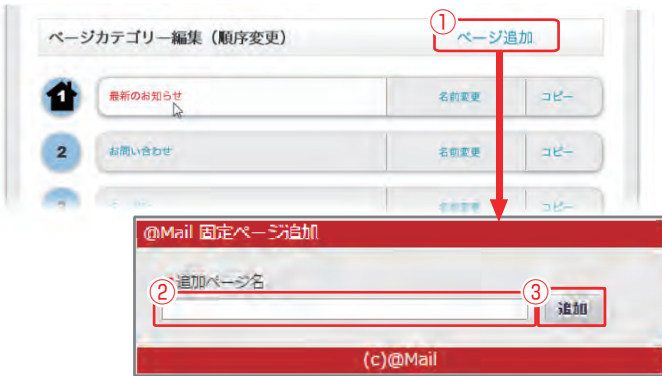 ページカテゴリー編集（順序変更） ① ページ追加
1 最新のお知らせ 名前変更 コピー
2 お問い合わせ 名前変更 コピー
@Mail 固定ページ追加
追加ページ名
② ③ 追加
(c)@Mail